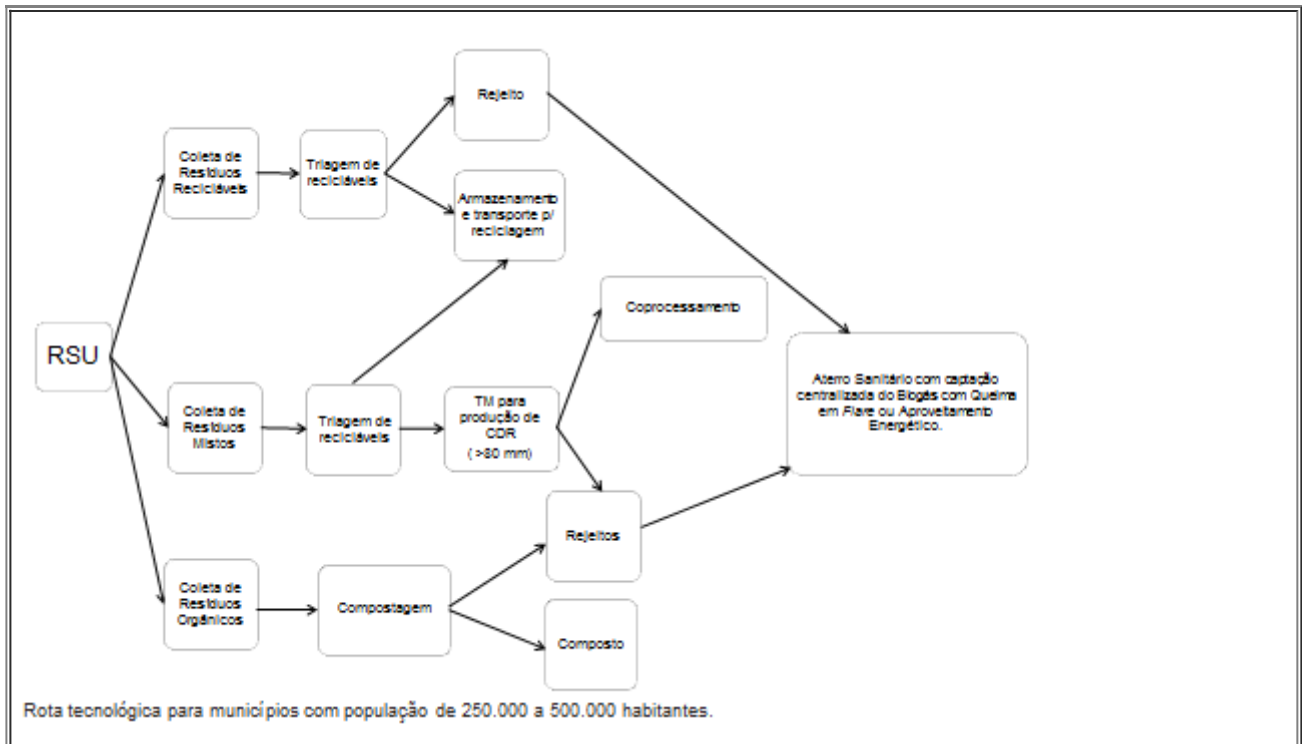 Rejeito
Coleta de
Resíduos
Recicláveis
Triagem de
recicláveis
Armazenamento
e transporte p/
reciclagem
Coprocessamento
RSU
Aterro Sanitário com captação
centralizada do Biogás com Queima
em Flare ou Aproveitamento
Energético.
Coleta de
Resíduos
Mistos
Triagem de
recicláveis
TM para
produção de
CDR
( >80 mm)
Rejeitos
Coleta de
Resíduos
Orgânicos
Compostagem
Composto
Rota tecnológica para municípios com população de 250.000 a 500.000 habitantes.